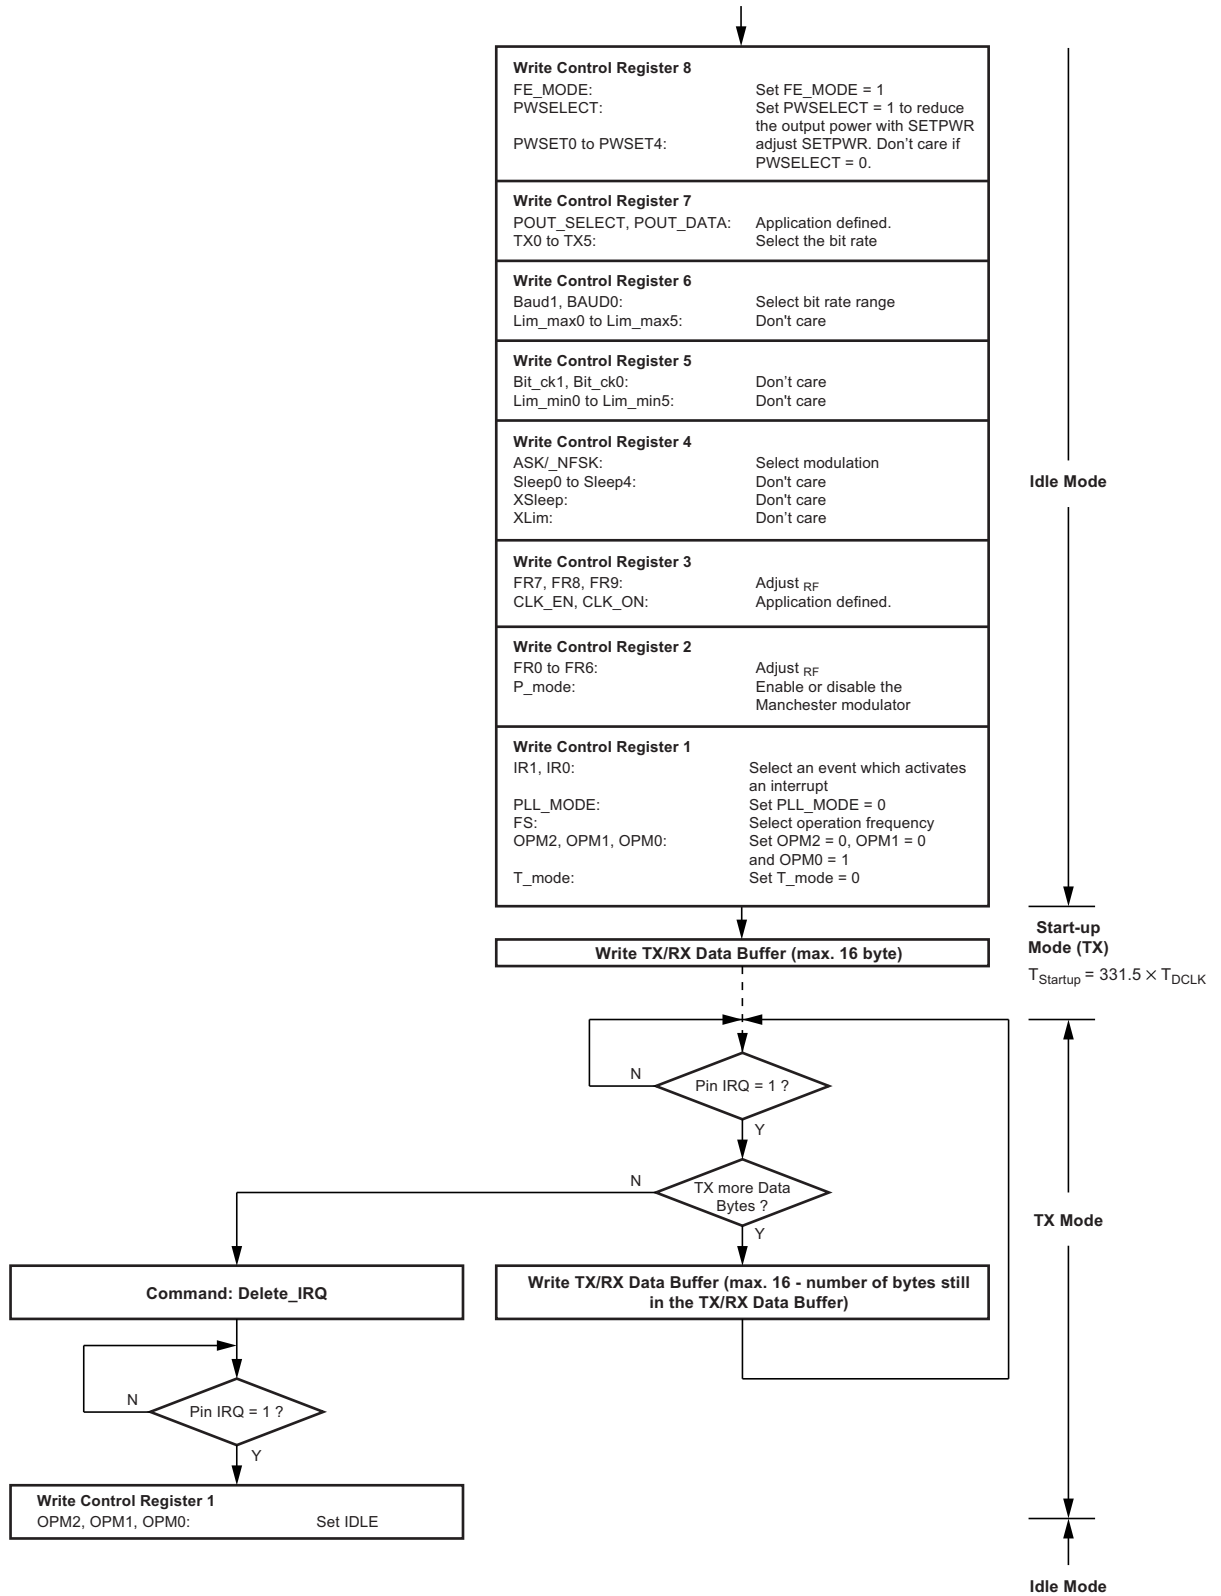 Write Control Register 8
FE_MODE: Set FE_MODE = 1
PWSELECT: Set PWSELECT = 1 to reduce
the output power with SETPWR
PWSET0 to PWSET4: adjust SETPWR. Don't care if
PWSELECT = 0.
Write Control Register 7
POUT_SELECT, POUT_DATA: Application defined.
TX0 to TX5: Select the bit rate
Write Control Register 6
Baud1, BAUD0: Select bit rate range
Lim_max0 to Lim_max5: Don't care
Write Control Register 5
Bit_ck1, Bit_ck0: Don't care
Lim_min0 to Lim_min5: Don't care
Write Control Register 4
ASK/_NFSK: Select modulation
Sleep0 to Sleep4: Don't care
XSleep: Don't care
XLim: Don't care
Idle Mode
Write Control Register 3
FR7, FR8, FR9: Adjust RF
CLK_EN, CLK_ON: Application defined.
Write Control Register 2
FR0 to FR6: Adjust RF
P_mode: Enable or disable the
Manchester modulator
Write Control Register 1
IR1, IR0: Select an event which activates
an interrupt
PLL_MODE: Set PLL_MODE = 0
FS: Select operation frequency
OPM2, OPM1, OPM0: Set OPM2 = 0, OPM1 = 0
and OPM0 = 1
T_mode: Set T_mode = 0
Start-up
Mode (TX)
TStartup = 331.5 × TDCLK
Write TX/RX Data Buffer (max. 16 byte)
N
Pin IRQ = 1 ?
Y
N
TX more Data
Bytes ?
Y
TX Mode
Write TX/RX Data Buffer (max. 16 - number of bytes still
in the TX/RX Data Buffer)
Command: Delete_IRQ
N
Pin IRQ = 1 ?
Y
Write Control Register 1
OPM2, OPM1, OPM0: Set IDLE
Idle Mode